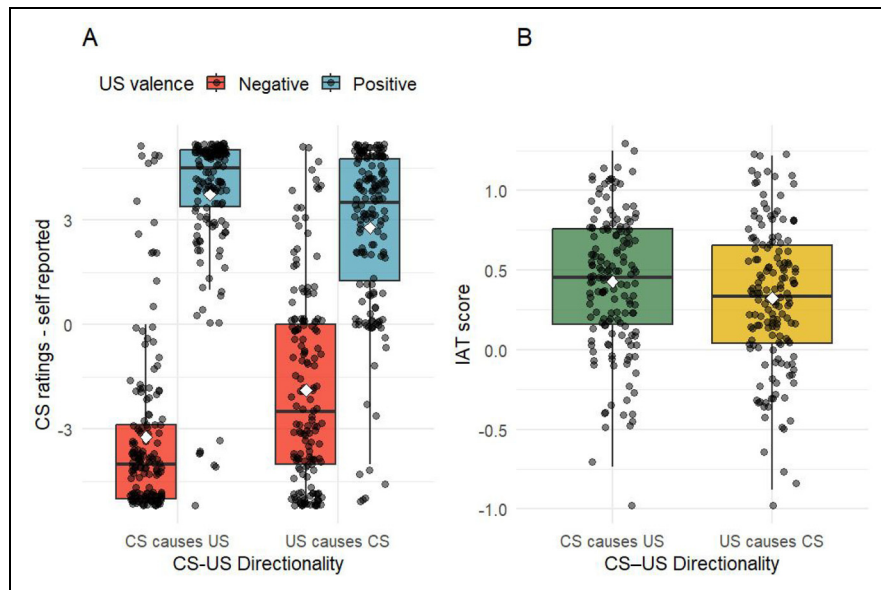 A
B
US valence Negative Positive
CS ratings - self reported
3
0
-3
CS causes US
US causes CS
CS-US Directionality
IAT score
1.0
0.5
0.0
-0.5
-1.0
CS causes US
US causes CS
CS–US Directionality